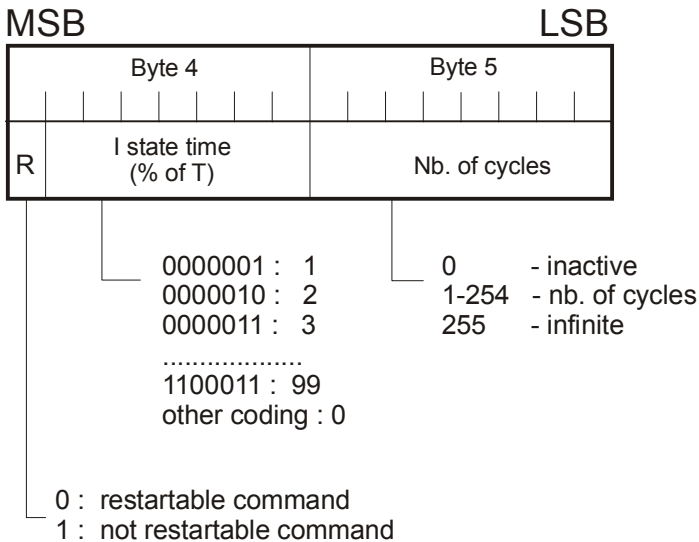 MSB LSB
Byte 4 Byte 5
R I state time (% of T) Nb. of cycles
0000001 : 1
0000010 : 2
0000011 : 3
...................
1100011 : 99
other coding : 0
0 - inactive
1-254 - nb. of cycles
255 - infinite
0 : restartable command
1 : not restartable command